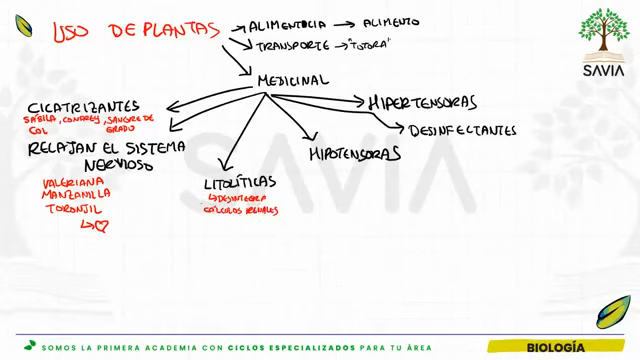 USO DE PLANTAS
ALIMENTICIA → ALIMENTO
TRANSPORTE → "TOTORA"
MEDICINAL
SAVIA
CICATRIZANTES
SÁBILA, CONFREY, SANGRE DE
COL GRADO
RELAJAN EL SISTEMA
NERVIOSO
VALERIANA
MANZANILLA
TORONJIL
LITOLÍTICAS
DESINTEGRA
CÁLCULOS RENALES
HIPOTENSORAS
HIPERTENSORAS
DESINFECTANTES
SAVIA
SOMOS LA PRIMERA ACADEMIA CON CICLOS ESPECIALIZADOS PARA TU ÁREA
BIOLOGÍA